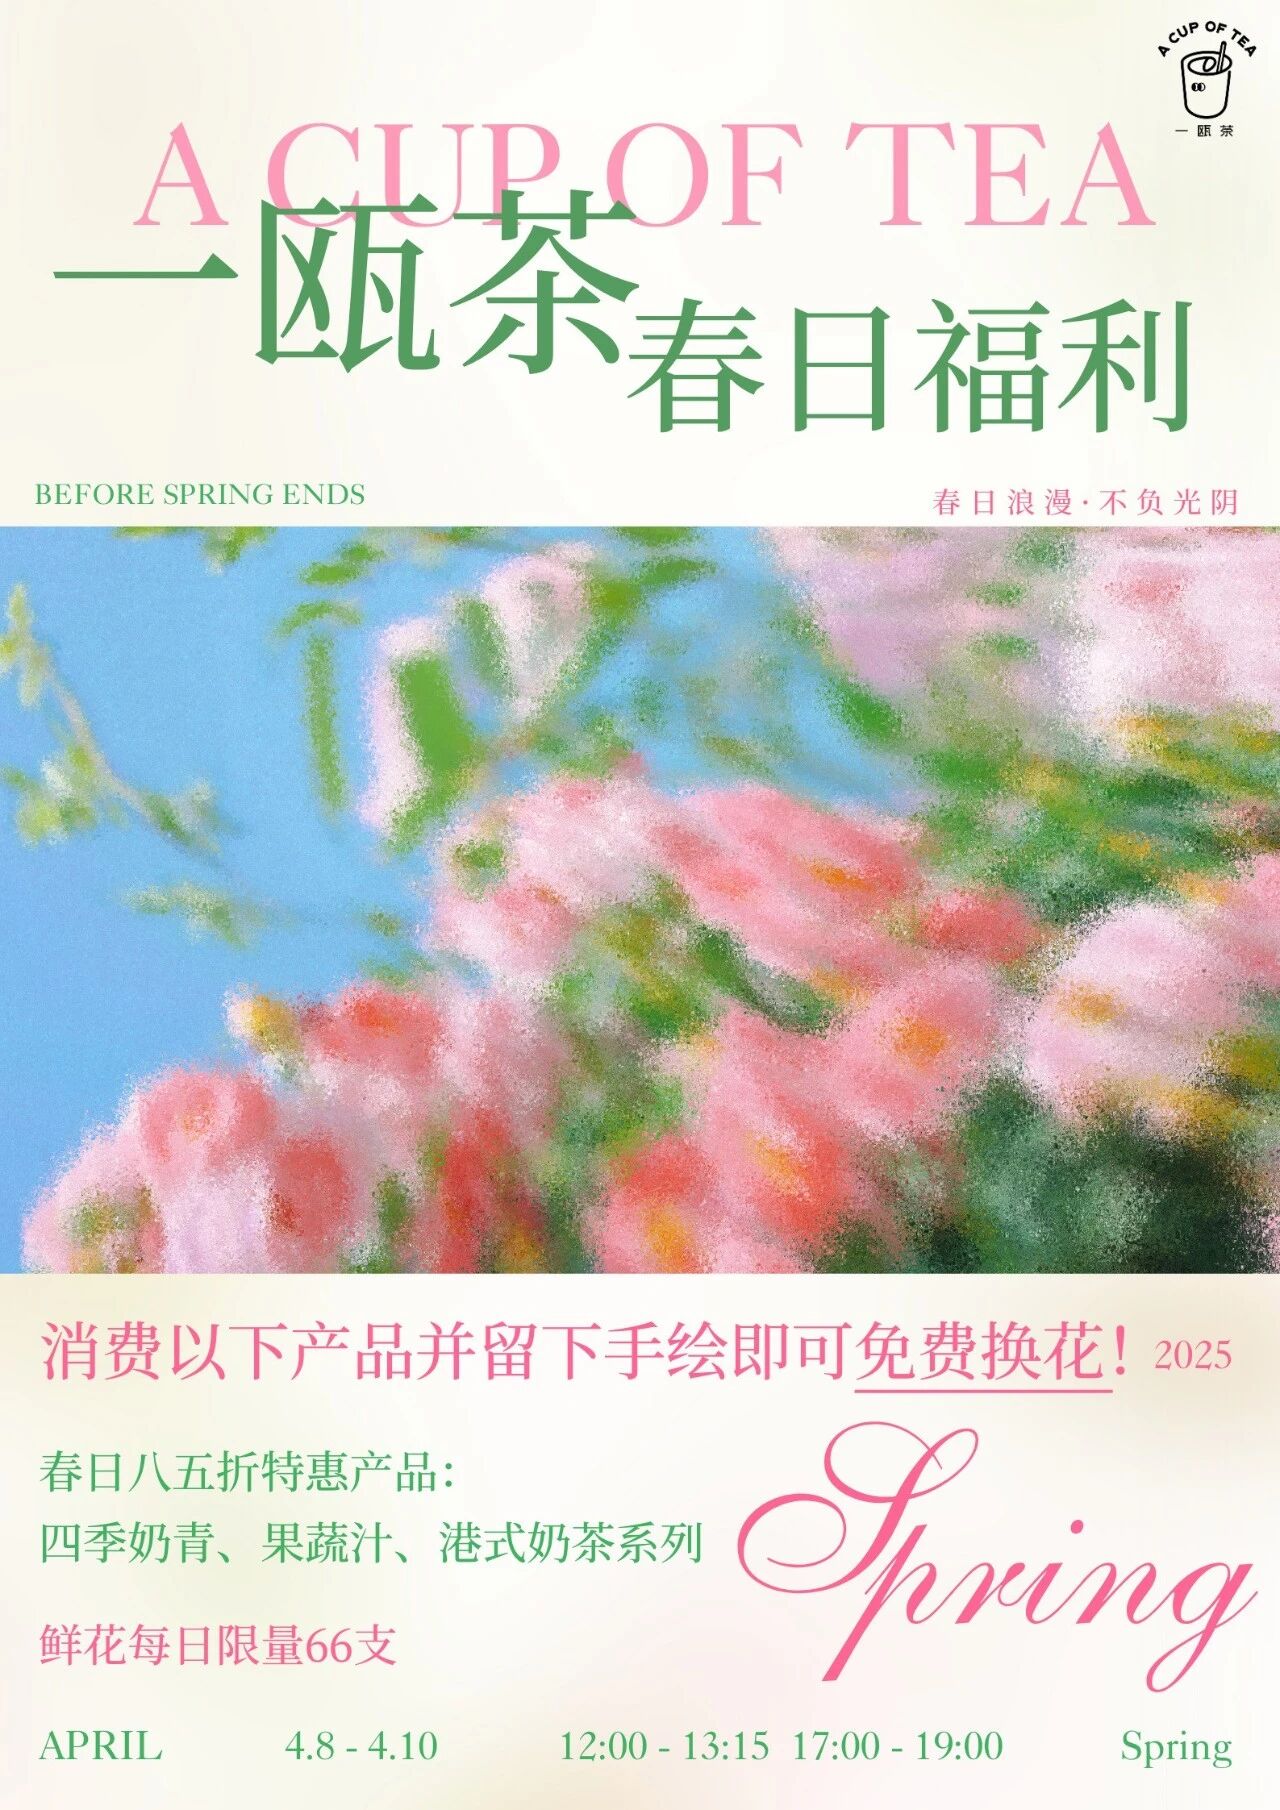 A CUP OF TEA
一瓯茶
A CUP OF TEA
一瓯茶
春日福利
BEFORE SPRING ENDS
春日浪漫·不负光阴
消费以下产品并留下手绘即可免费换花！ 2025
春日八五折特惠产品：
四季奶青、果蔬汁、港式奶茶系列
Spring
鲜花每日限量66支
APRIL 4.8 - 4.10 12:00 - 13:15 17:00 - 19:00 Spring